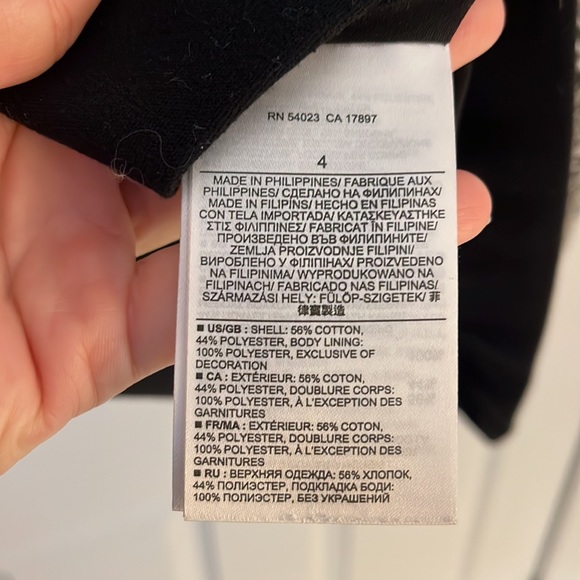 RN 54023 CA 17897
4
MADE IN PHILIPPINES/ FABRIQUE AUX
PHILIPPINES/ СДЕЛАНО НА ФИЛИПИНАХ/
MADE IN FILIPINS/ HECHO EN FILIPINAS
CON TELA IMPORTADA/ ΚΑΤΑΣΚΕΥΑΣΤΗΚΕ
ΣΤΙΣ ΦΙΛΙΠΠΙΝΕΣ/ FABRICAT ÎN FILIPINE/
ПРОИЗВЕДЕНО ВЪВ ФИЛИПИНИТЕ/
ZEMLJA PROIZVODNJE FILIPINI/
ВИРОБЛЕНО У ФІЛІПІНАХ/ PROIZVEDENO
NA FILIPINIMA/ WYPRODUKOWANO NA
FILIPINACH/ FABRICADO NAS FILIPINAS/
SZÁRMAZÁSI HELY: FÜLÖP-SZIGETEK/ 菲
律賓製造
■ US/GB : SHELL: 56% COTTON,
44% POLYESTER, BODY LINING:
100% POLYESTER, EXCLUSIVE OF
DECORATION
■ CA : EXTÉRIEUR: 56% COTON,
44% POLYESTER, DOUBLURE CORPS:
100% POLYESTER, À L'EXCEPTION DES
GARNITURES
■ FR/MA : EXTÉRIEUR: 56% COTON,
44% POLYESTER, DOUBLURE CORPS:
100% POLYESTER, À L'EXCEPTION DES
GARNITURES
■ RU : ВЕРХНЯЯ ОДЕЖДА: 56% ХЛОПОК,
44% ПОЛИЭСТЕР, ПОДКЛАДКА БОДИ:
100% ПОЛИЭСТЕР, БЕЗ УКРАШЕНИЙ